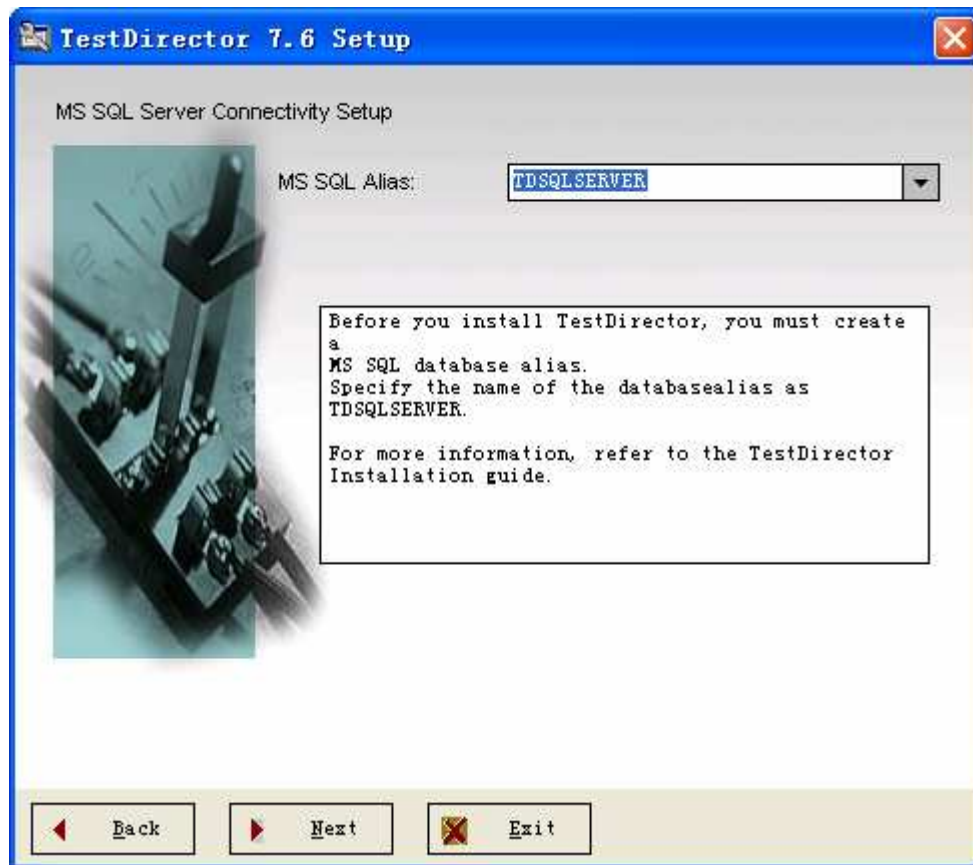 TestDirector 7.6 Setup
MS SQL Server Connectivity Setup
MS SQL Alias:
TDSQLSERVER
Before you install TestDirector, you must create
a
MS SQL database alias.
Specify the name of the databasealias as
TDSQLSERVER.
For more information, refer to the TestDirector
Installation guide.
Back
Next
Exit